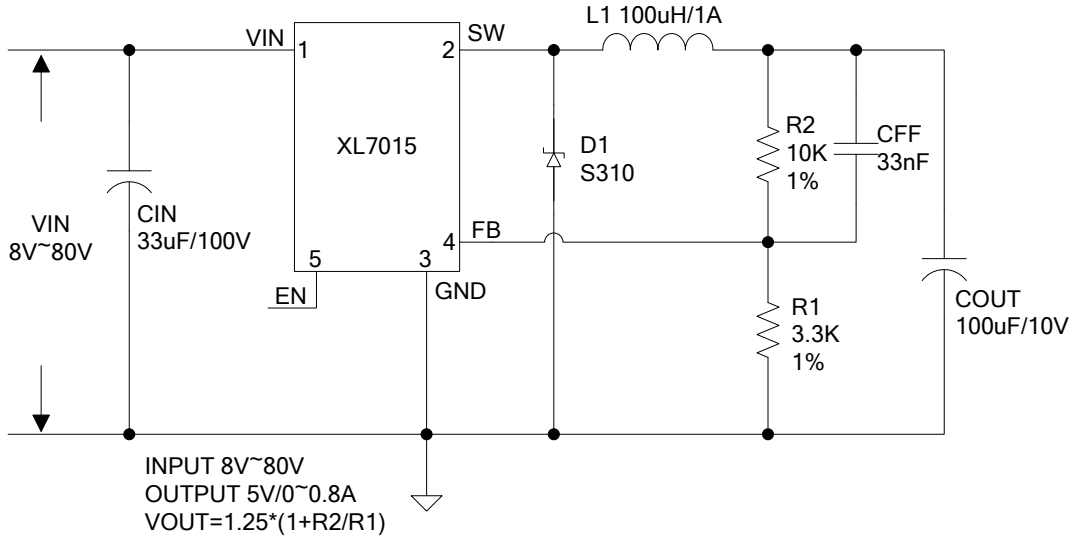 L1 100uH/1A
VIN
1
2
SW
XL7015
D1
S310
R2
10K
1%
CFF
33nF
VIN
8V~80V
CIN
33uF/100V
4
FB
5
3
EN
GND
R1
3.3K
1%
COUT
100uF/10V
INPUT 8V~80V
OUTPUT 5V/0~0.8A
VOUT=1.25*(1+R2/R1)